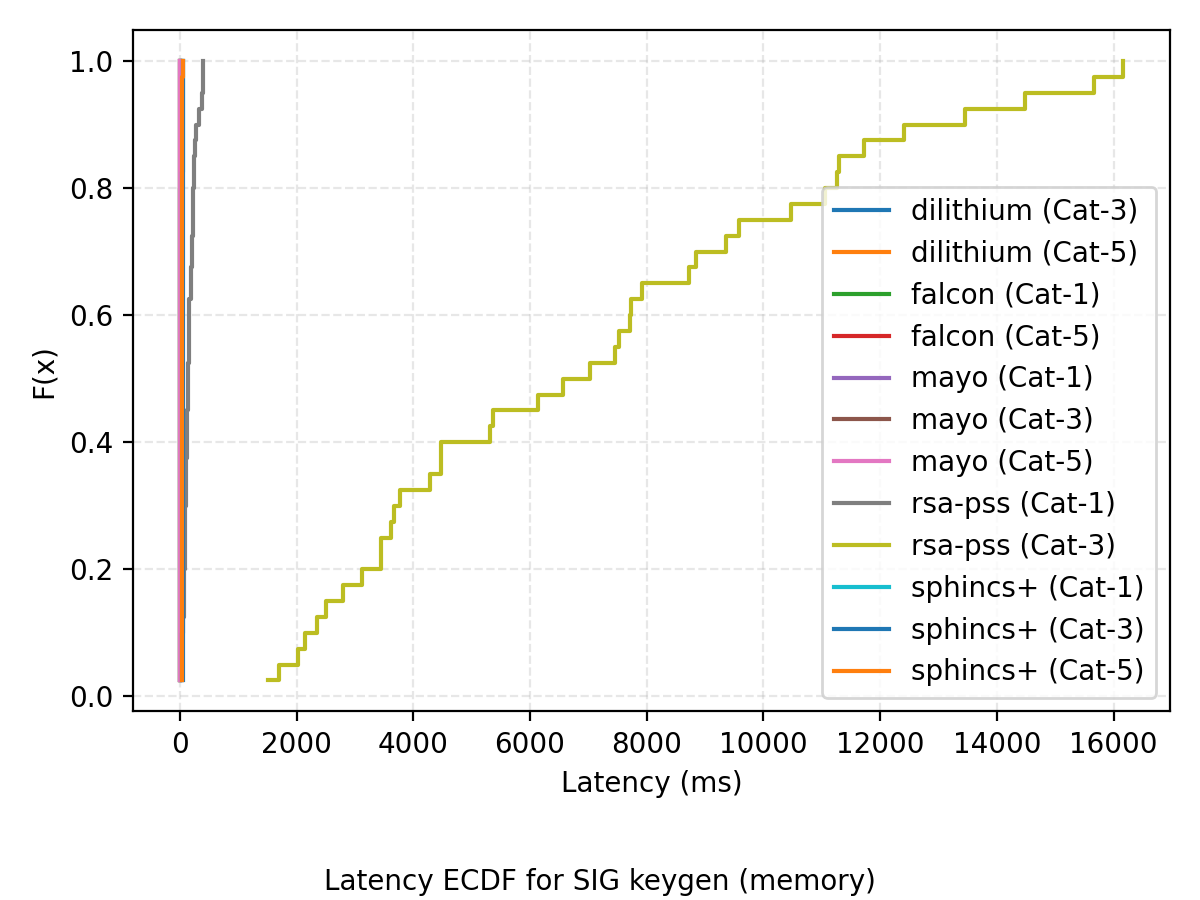 1.0
0.8
0.6
0.4
0.2
0.0
F(x)
dilithium (Cat-3)
dilithium (Cat-5)
falcon (Cat-1)
falcon (Cat-5)
mayo (Cat-1)
mayo (Cat-3)
mayo (Cat-5)
rsa-pss (Cat-1)
rsa-pss (Cat-3)
sphincs+ (Cat-1)
sphincs+ (Cat-3)
sphincs+ (Cat-5)
0 2000 4000 6000 8000 10000 12000 14000 16000
Latency (ms)
Latency ECDF for SIG keygen (memory)